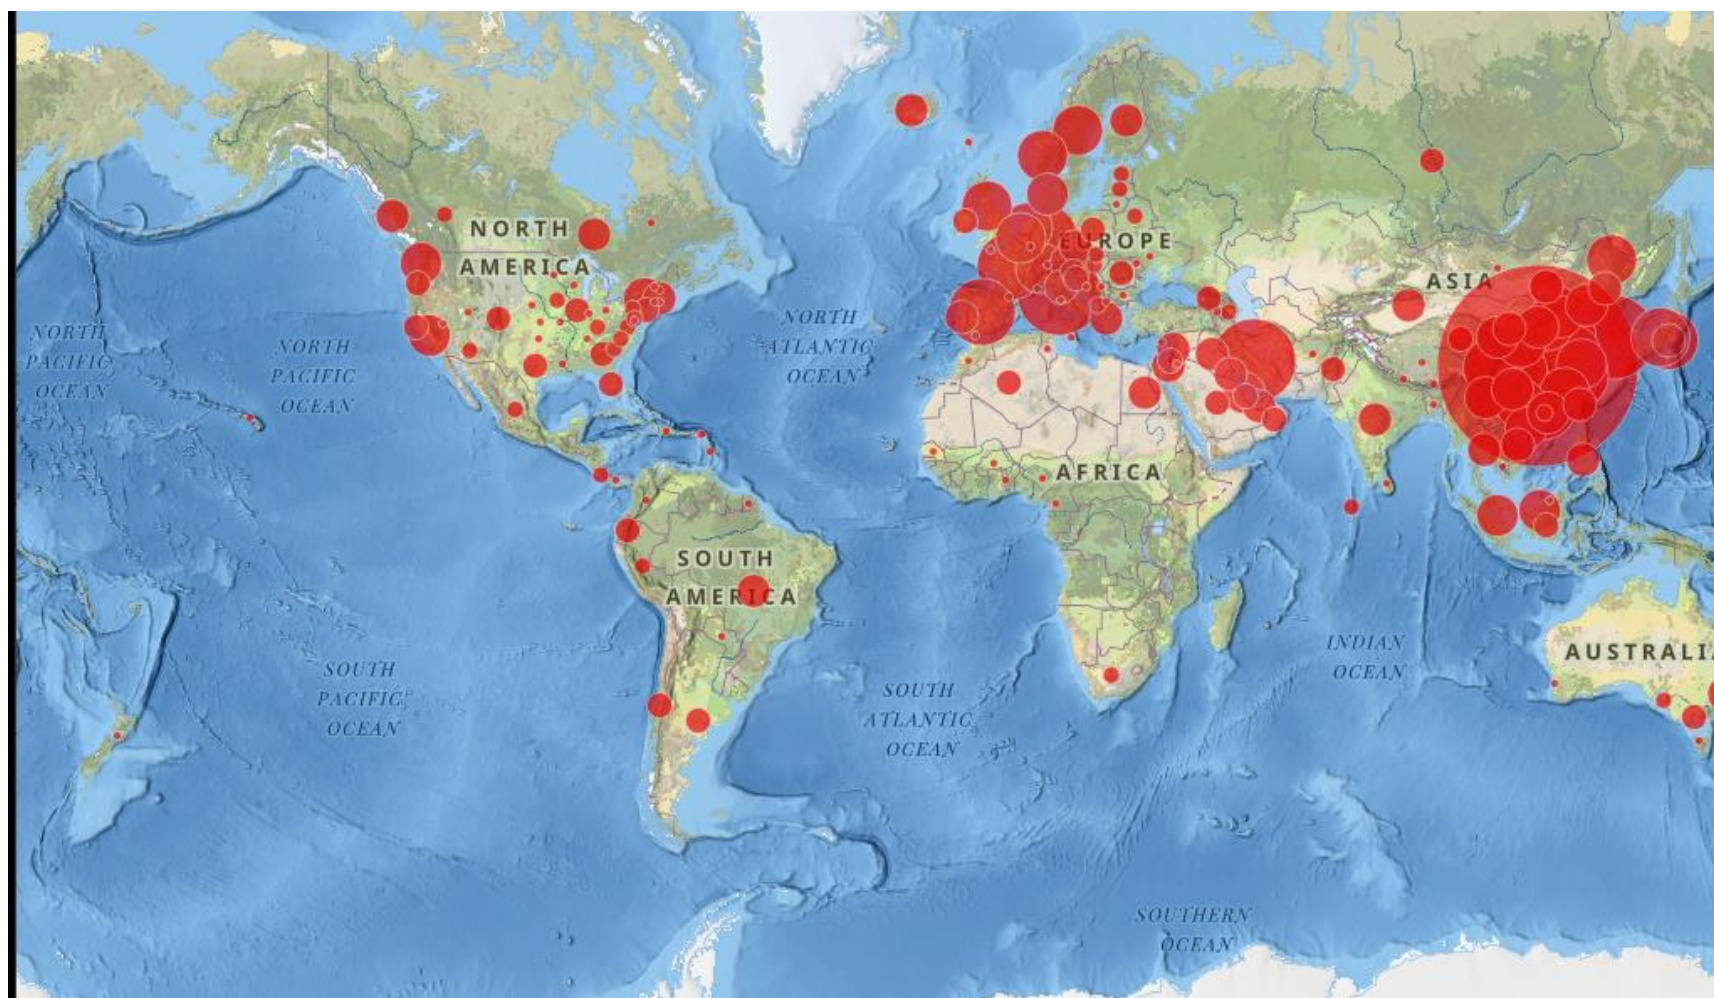 NORTH
AMERICA
EUROPE
ASIA
NORTH
PACIFIC
OCEAN
NORTH
PACIFIC
OCEAN
NORTH
ATLANTIC
OCEAN
AFRICA
SOUTH
AMERICA
SOUTH
PACIFIC
OCEAN
SOUTH
ATLANTIC
OCEAN
INDIAN
OCEAN
AUSTRALIA
SOUTHERN
OCEAN